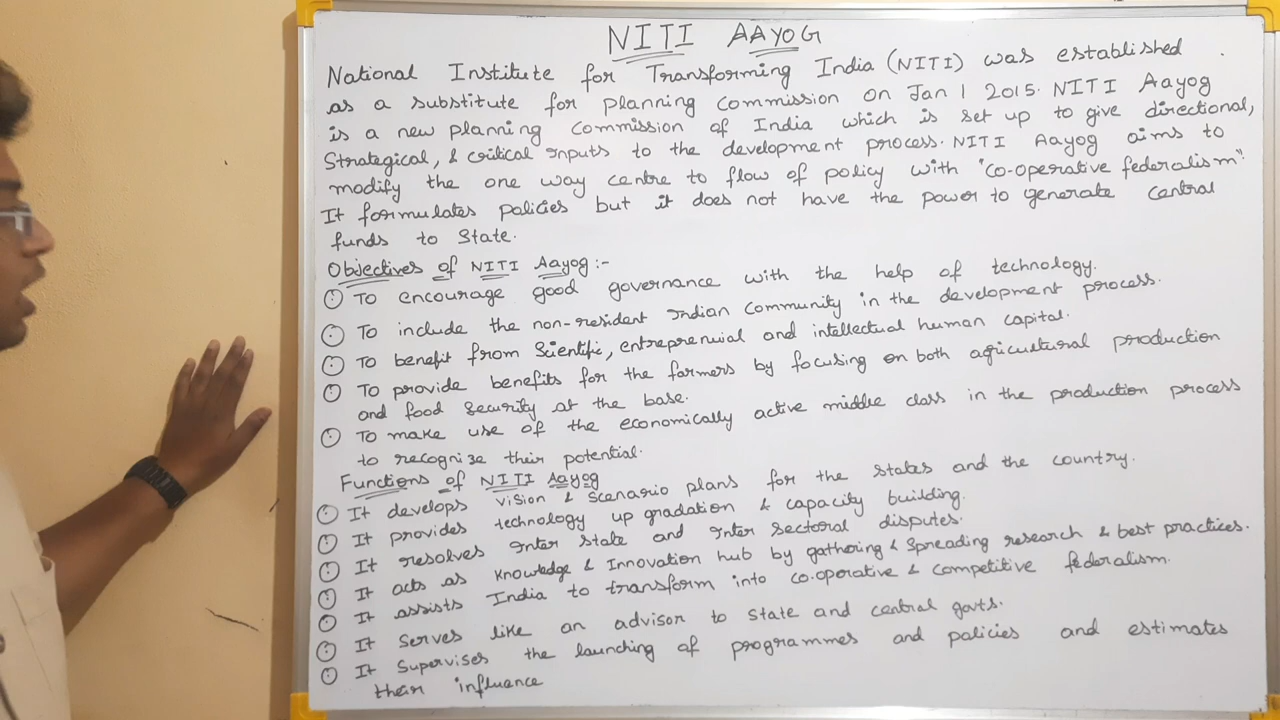 NITI AAYOG
National Institute for Transforming India (NITI) was established
as a substitute for planning commission on Jan 1 2015. NITI Aayog
is a new planning commission of India which is set up to give directional,
Strategical, & critical inputs to the development process. NITI Aayog aims to
modify the one way centre to flow of policy with "co-operative federalism".
It formulates policies but it does not have the power to generate central
funds to State.
Objectives of NITI Aayog :-
To encourage good governance with the help of technology.
To include the non-resident Indian Community in the development process.
To benefit from Scientific, entreprenuial and intellectual human capital.
To provide benefits for the farmers by focusing on both agricultural production
and food security at the base.
To make use of the economically active middle class in the production process
to recognize their potential.
Functions of NITI Aayog
It develops vision & scenario plans for the states and the country.
It provides technology up gradation & capacity building.
It resolves Inter state and Inter Sectoral disputes.
It acts as knowledge & Innovation hub by gathering & Spreading research & best practices.
It assists India to transform into co.operative & competitive federalism.
It serves like an advisor to state and central govts.
It Supervises the launching of programmes and policies and estimates
their influence